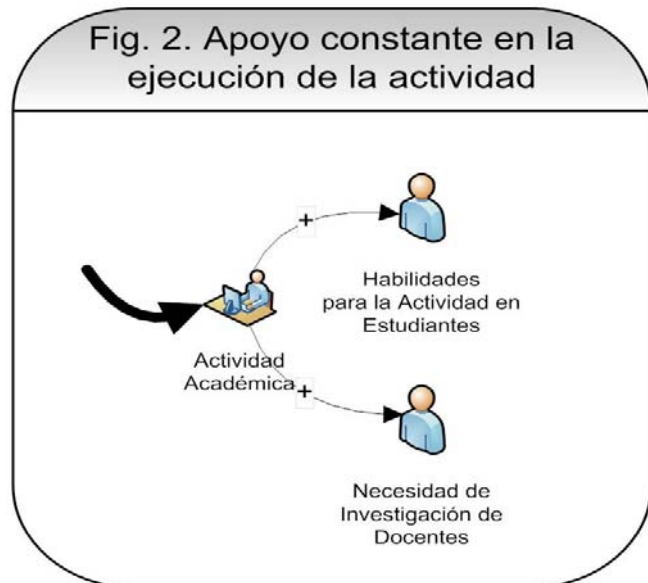 Fig. 2. Apoyo constante en la
ejecución de la actividad
+
Habilidades
para la Actividad en
Estudiantes
Actividad
Académica
+
Necesidad de
Investigación de
Docentes